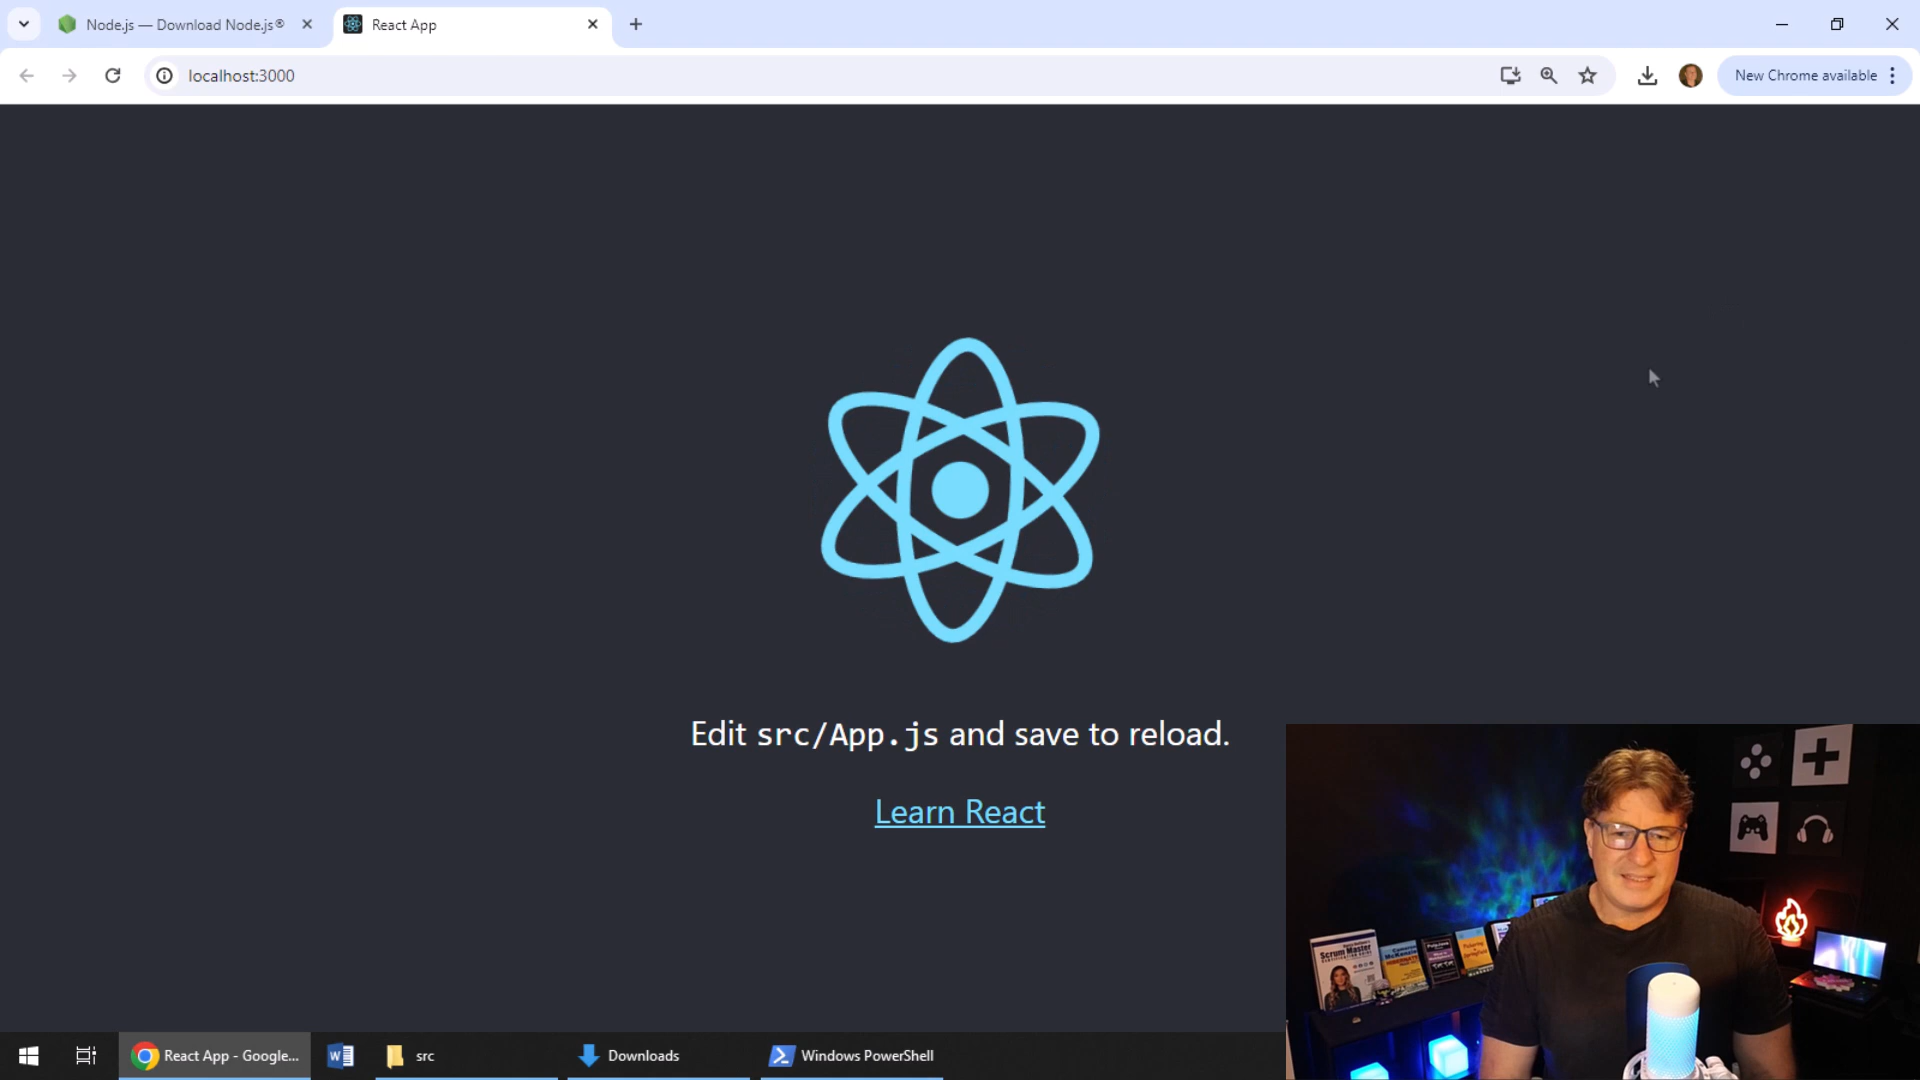 Node.js — Download Node.js®
React App
localhost:3000
New Chrome available
Edit src/App.js and save to reload.
Learn React
Scrum Master
React App - Google...
src
Downloads
Windows PowerShell